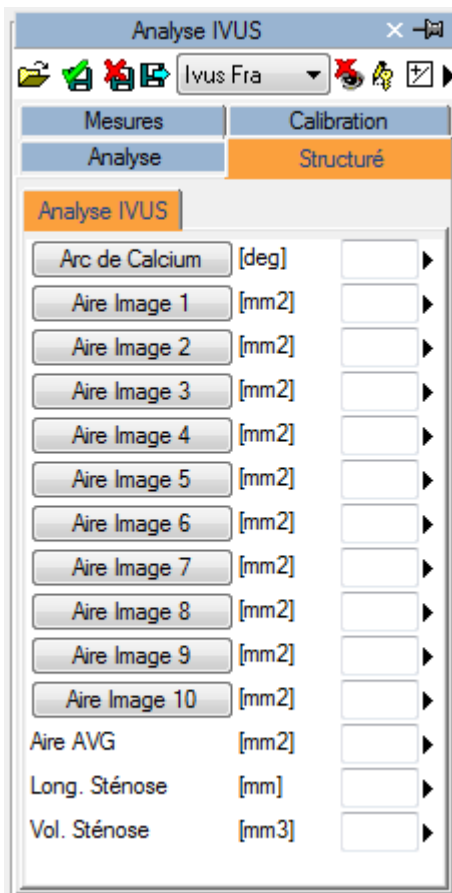 Analyse IVUS
Ivus Fra
Mesures Calibration
Analyse Structuré
Analyse IVUS
Arc de Calcium [deg]
Aire Image 1 [mm2]
Aire Image 2 [mm2]
Aire Image 3 [mm2]
Aire Image 4 [mm2]
Aire Image 5 [mm2]
Aire Image 6 [mm2]
Aire Image 7 [mm2]
Aire Image 8 [mm2]
Aire Image 9 [mm2]
Aire Image 10 [mm2]
Aire AVG [mm2]
Long. Sténose [mm]
Vol. Sténose [mm3]